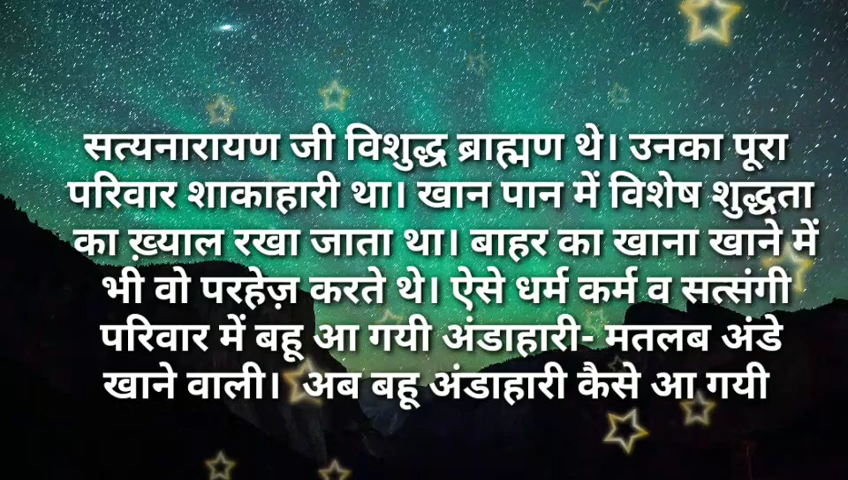 सत्यनारायण जी विशुद्ध ब्राह्मण थे। उनका पूरा
परिवार शाकाहारी था। खान पान में विशेष शुद्धता
का ख़्याल रखा जाता था। बाहर का खाना खाने में
भी वो परहेज़ करते थे। ऐसे धर्म कर्म व सत्संगी
परिवार में बहू आ गयी अंडाहारी- मतलब अंडे
खाने वाली। अब बहू अंडाहारी कैसे आ गयी